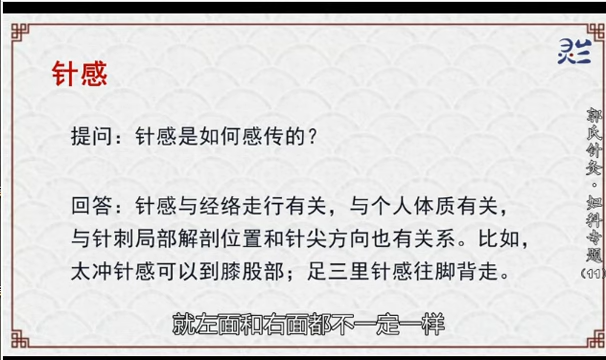 针感
提问：针感是如何感传的？
回答：针感与经络走行有关，与个人体质有关，
与针刺局部解剖位置和针尖方向也有关系。比如，
太冲针感可以到膝股部；足三里针感往脚背走。
就左面和右面都不一定一样
灵兰
郭氏针灸·妇科专题(11)